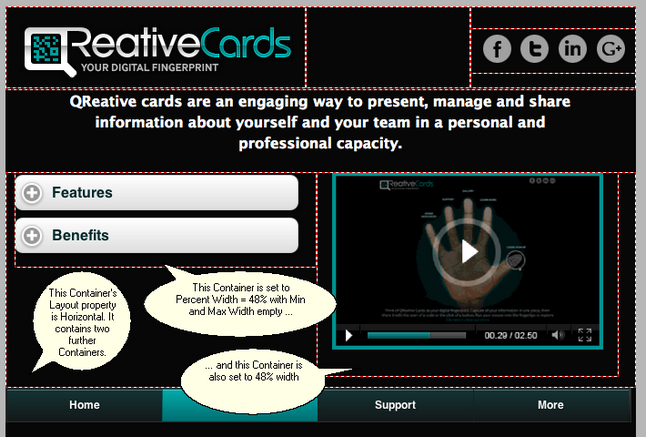 QReativeCards
YOUR DIGITAL FINGERPRINT
QReative cards are an engaging way to present, manage and share
information about yourself and your team in a personal and
professional capacity.
Features
Benefits
ReativeCards
00.29 / 02.50
This Container's
Layout property
is Horizontal. It
contains two
further
Containers.
This Container is set to
Percent Width = 48% with Min
and Max Width empty ...
... and this Container is
also set to 48% width
Home
Support
More